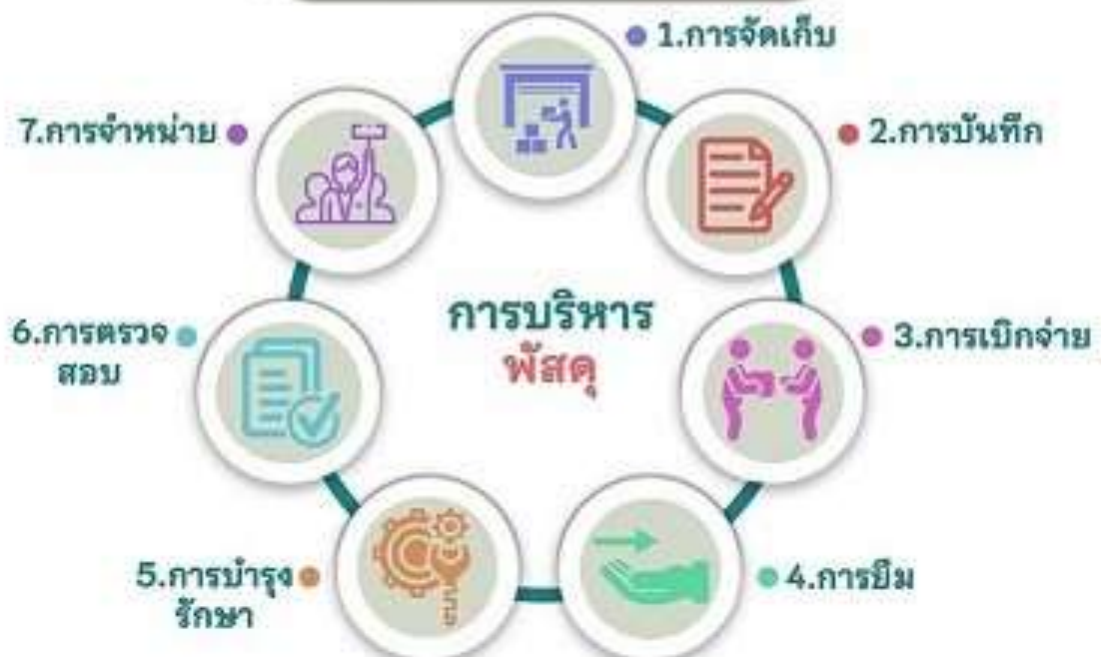 1.การจัดเก็บ
2.การบันทึก
3.การเบิกจ่าย
4.การยืม
5.การบำรุง
รักษา
6.การตรวจ
สอบ
7.การจำหน่าย
การบริหาร
พัสดุ